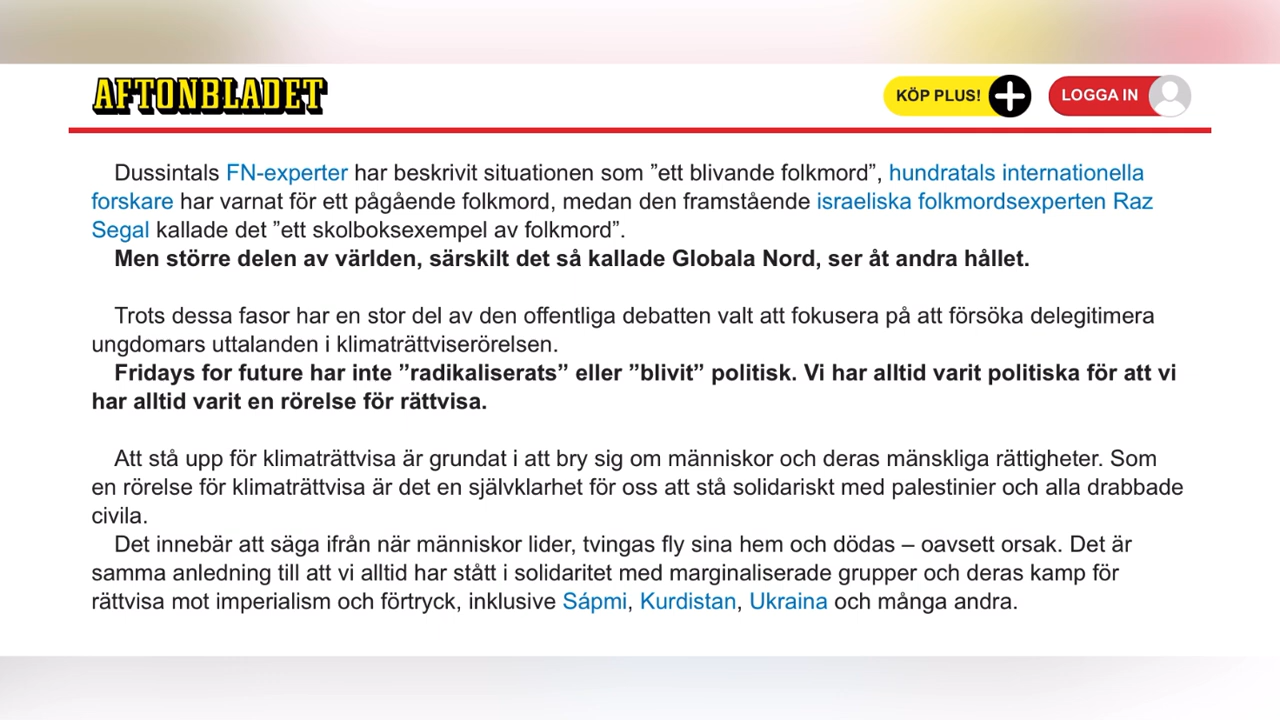 AFTONBLADET
KÖP PLUS!
LOGGA IN
Dussintals FN-experter har beskrivit situationen som ”ett blivande folkmord”, hundratals internationella
forskare har varnat för ett pågående folkmord, medan den framstående israeliska folkmordsexperten Raz
Segal kallade det ”ett skolboksexempel av folkmord”.
Men större delen av världen, särskilt det så kallade Globala Nord, ser åt andra hållet.
Trots dessa fasor har en stor del av den offentliga debatten valt att fokusera på att försöka delegitimera
ungdomars uttalanden i klimaträttviserörelsen.
Fridays for future har inte ”radikaliserats” eller ”blivit” politisk. Vi har alltid varit politiska för att vi
har alltid varit en rörelse för rättvisa.
Att stå upp för klimaträttvisa är grundat i att bry sig om människor och deras mänskliga rättigheter. Som
en rörelse för klimaträttvisa är det en självklarhet för oss att stå solidariskt med palestinier och alla drabbade
civila.
Det innebär att säga ifrån när människor lider, tvingas fly sina hem och dödas – oavsett orsak. Det är
samma anledning till att vi alltid har stått i solidaritet med marginaliserade grupper och deras kamp för
rättvisa mot imperialism och förtryck, inklusive Sápmi, Kurdistan, Ukraina och många andra.